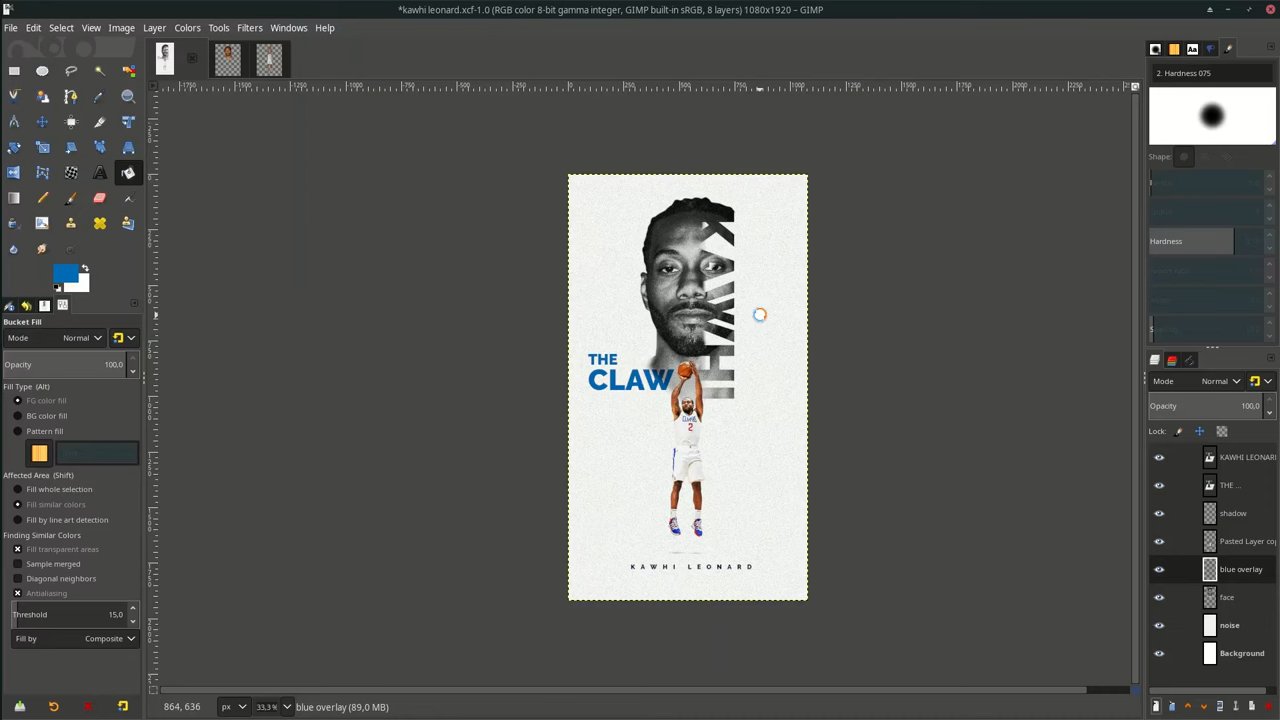 *kawhi leonard.xcf-1.0 (RGB color 8-bit gamma integer, GIMP built-in sRGB, 8 layers) 1080x1920 – GIMP
File Edit Select View Image Layer Colors Tools Filters Windows Help
2. Hardness 075
Shape:
Hardness
THE
CLAW
KAWHI
CLIPPERS
2
KAWHI LEONARD
Bucket Fill
Mode Normal
Opacity 100,0
Fill Type (Alt)
FG color fill
BG color fill
Pattern fill
Affected Area (Shift)
Fill whole selection
Fill similar colors
Fill by line art detection
Finding Similar Colors
Fill transparent areas
Sample merged
Diagonal neighbors
Antialiasing
Threshold 15,0
Fill by Composite
Mode Normal
Opacity 100,0
Lock:
KAWHI LEONARD
THE ...
shadow
Pasted Layer cop
blue overlay
face
noise
Background
864, 636 px 33,3% blue overlay (89,0 MB)